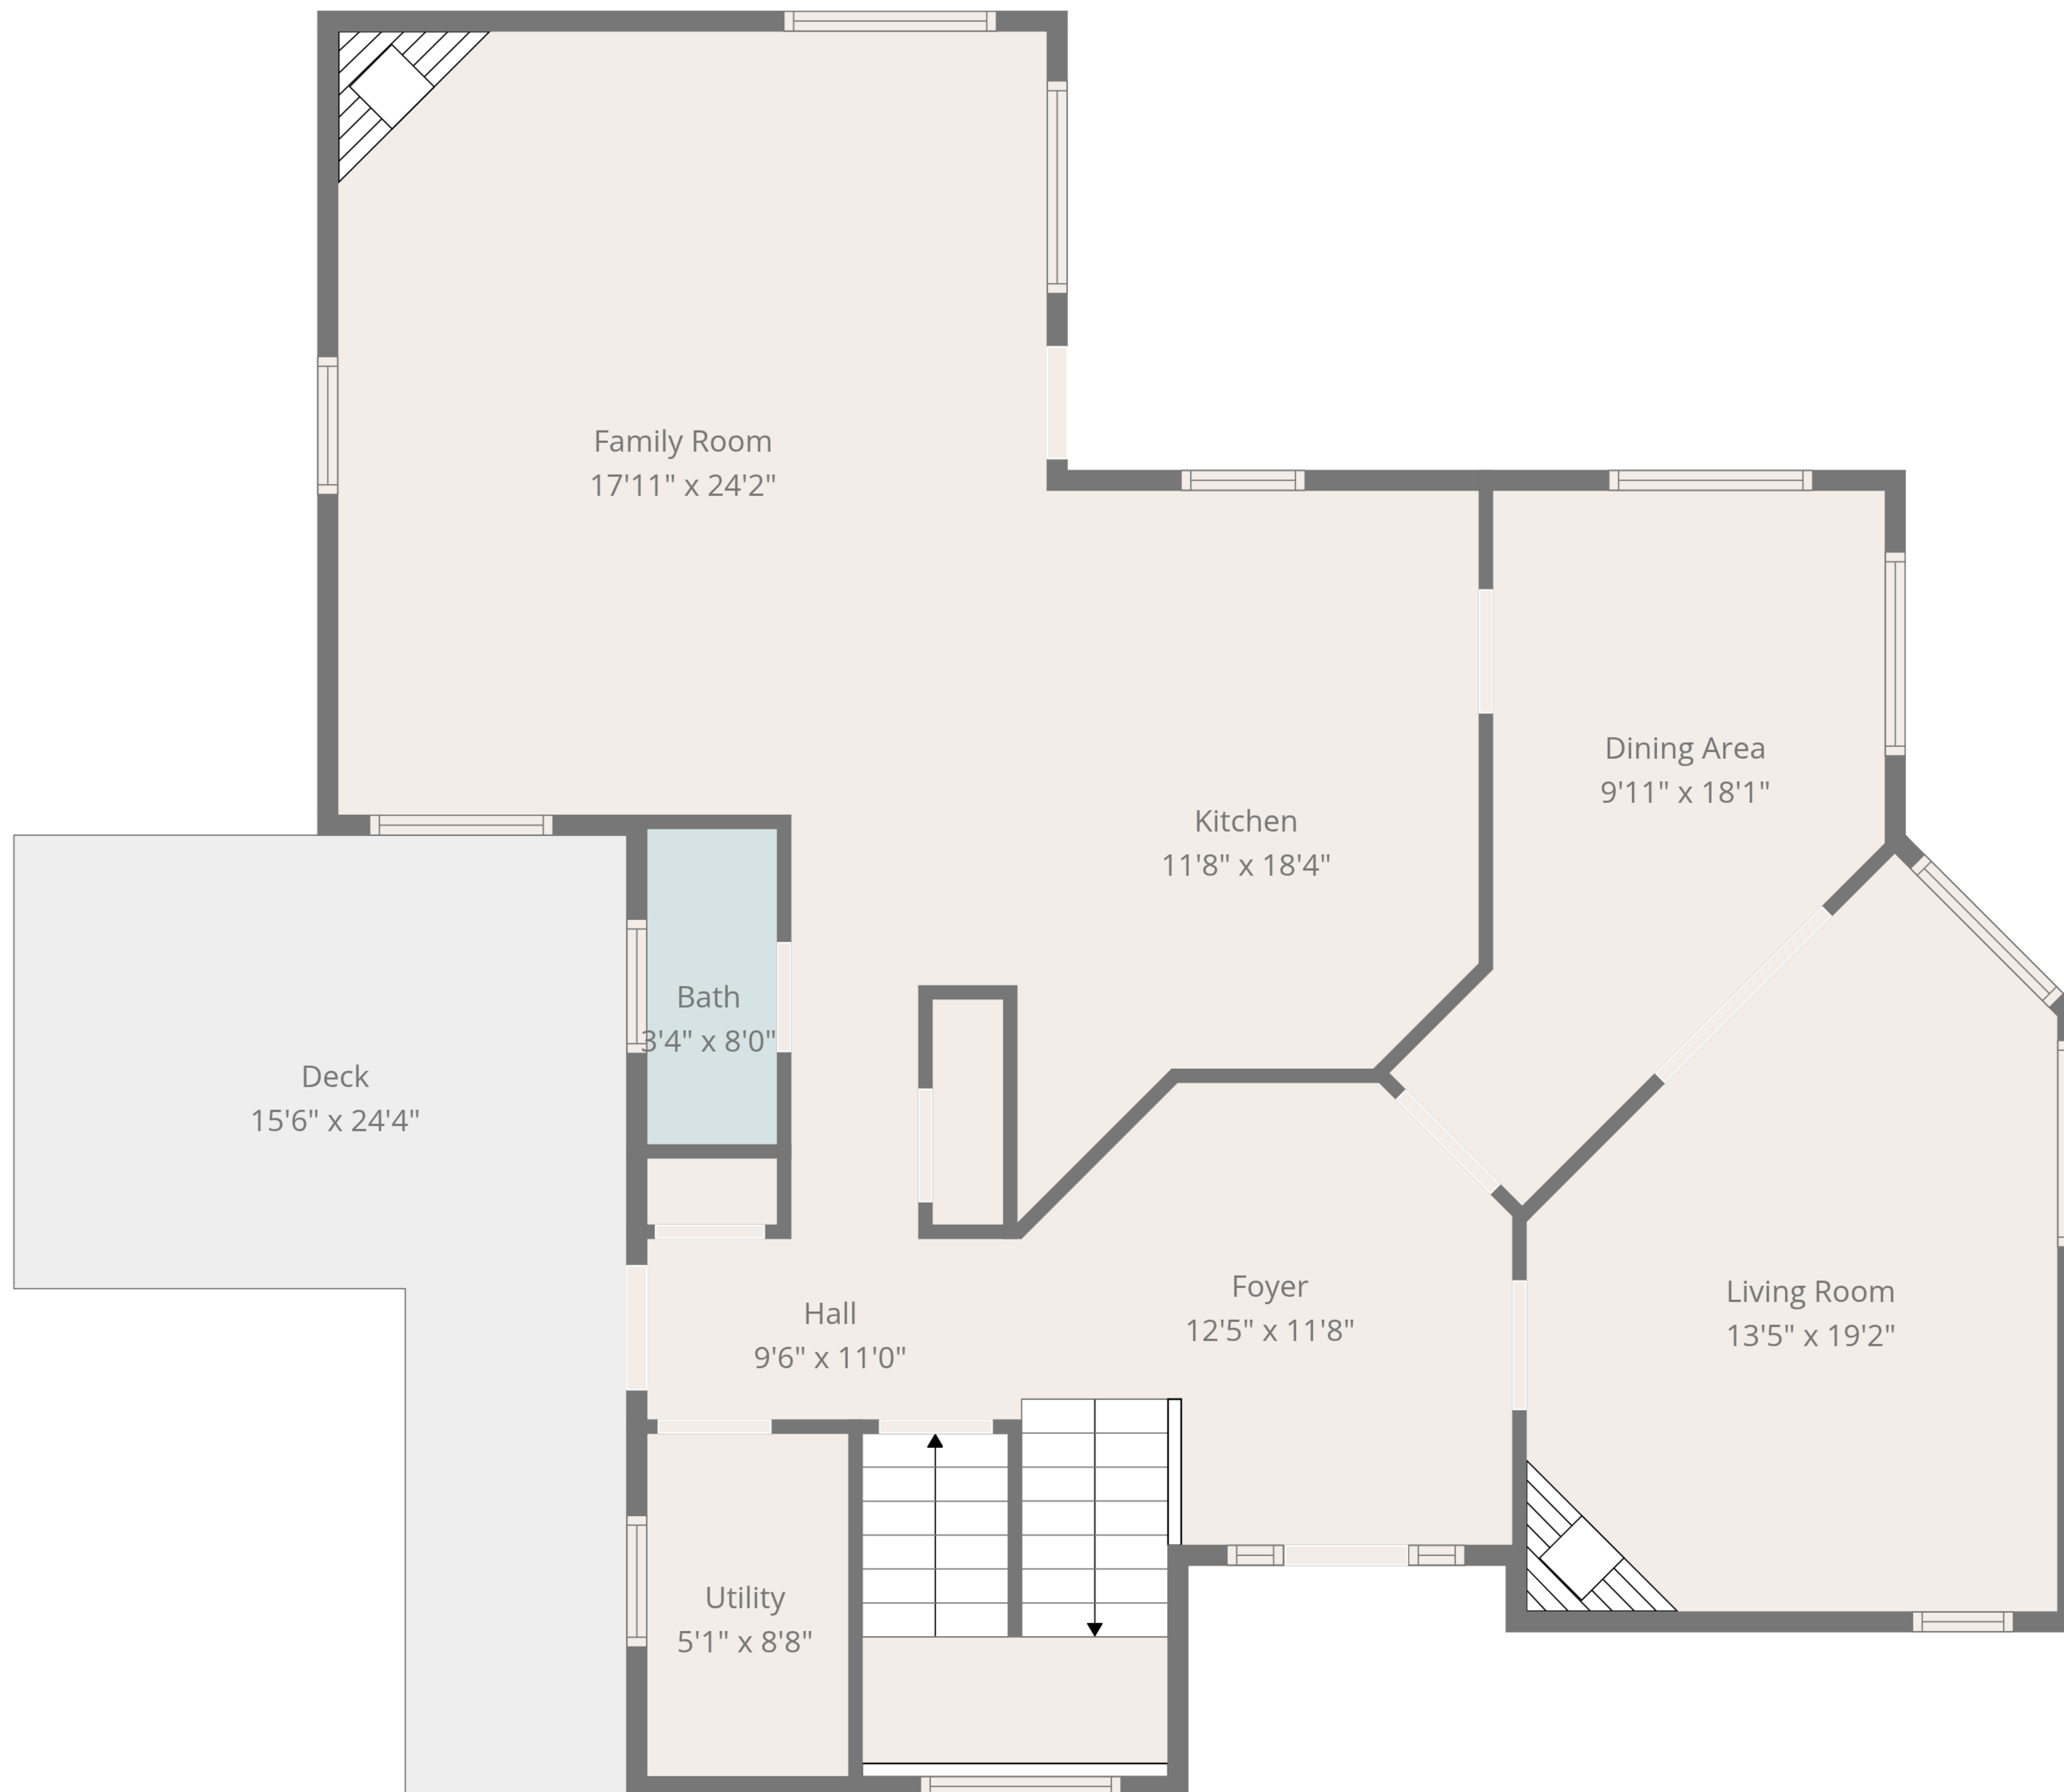 Family Room
17'11" x 24'2"
Dining Area
9'11" x 18'1"
Kitchen
11'8" x 18'4"
Bath
3'4" x 8'0"
Deck
15'6" x 24'4"
Foyer
12'5" x 11'8"
Living Room
13'5" x 19'2"
Hall
9'6" x 11'0"
Utility
5'1" x 8'8"